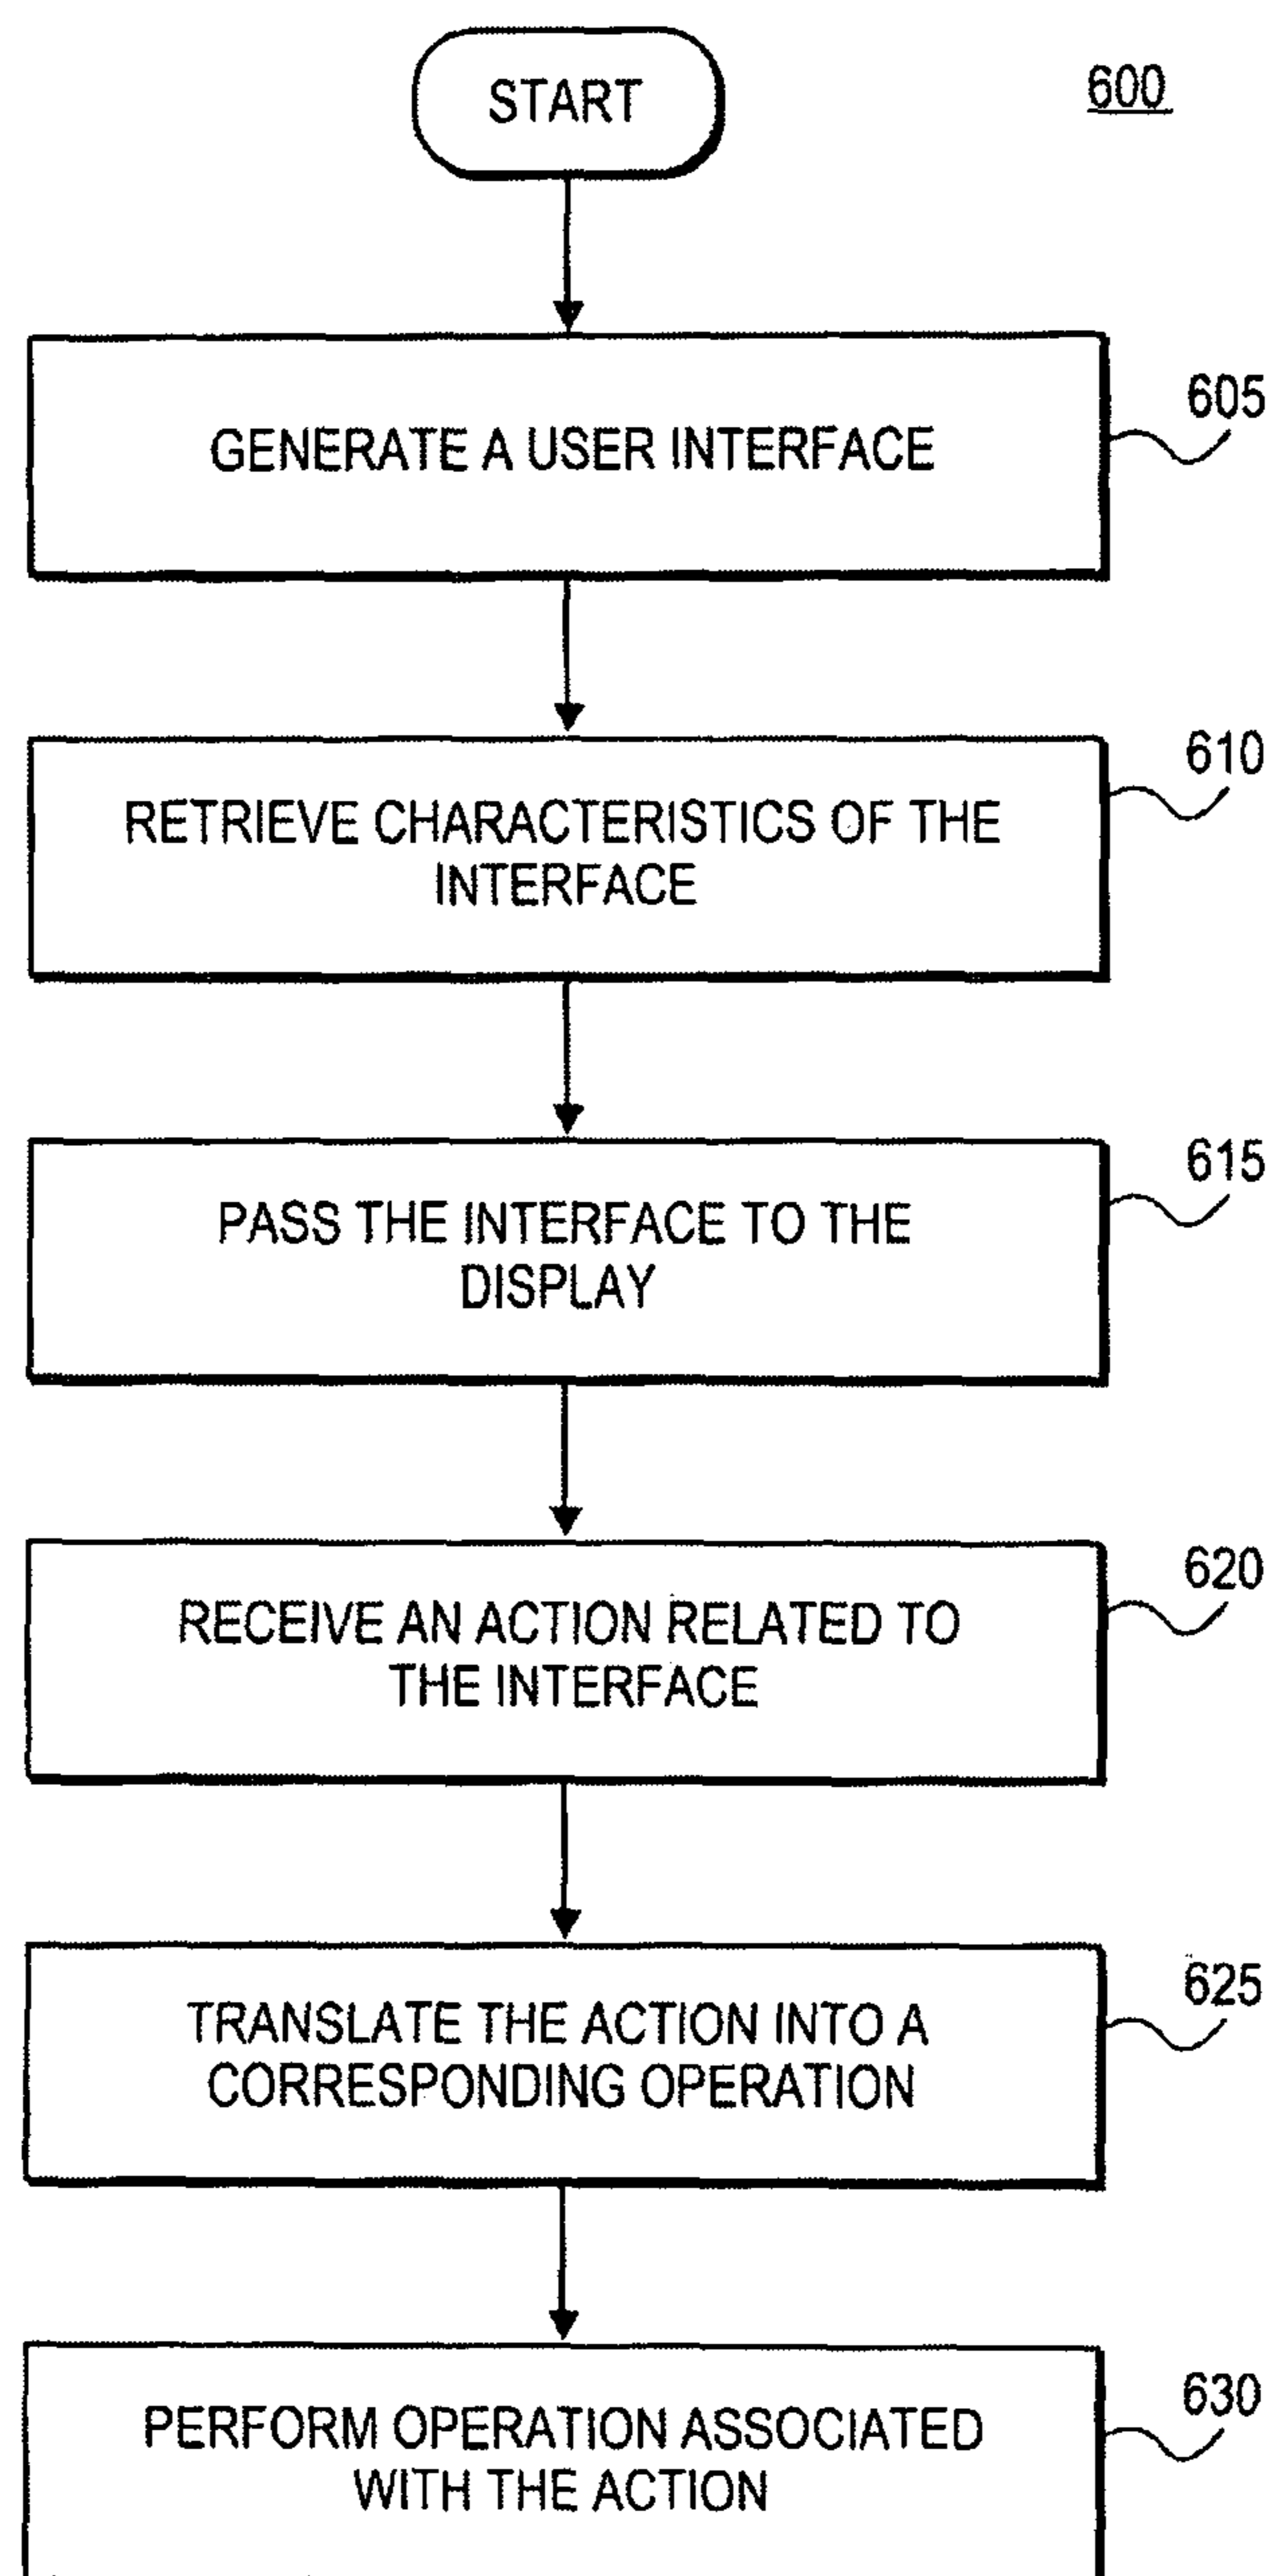 START
600
GENERATE A USER INTERFACE
605
RETRIEVE CHARACTERISTICS OF THE
INTERFACE
610
PASS THE INTERFACE TO THE
DISPLAY
615
RECEIVE AN ACTION RELATED TO
THE INTERFACE
620
TRANSLATE THE ACTION INTO A
CORRESPONDING OPERATION
625
PERFORM OPERATION ASSOCIATED
WITH THE ACTION
630